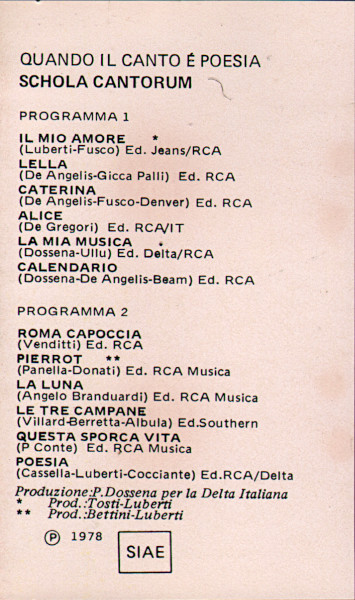 QUANDO IL CANTO É POESIA
SCHOLA CANTORUM
PROGRAMMA 1
IL MIO AMORE *
(Luberti-Fusco) Ed. Jeans/RCA
LELLA
(De Angelis-Gicca Palli) Ed. RCA
CATERINA
(De Angelis-Fusco-Denver) Ed. RCA
ALICE
(De Gregori) Ed. RCA/IT
LA MIA MUSICA
(Dossena-Ullu) Ed. Delta/RCA
CALENDARIO
(Dossena-De Angelis-Beam) Ed. RCA
PROGRAMMA 2
ROMA CAPOCCIA
(Venditti) Ed. RCA
PIERROT **
(Panella-Donati) Ed. RCA Musica
LA LUNA
(Angelo Branduardi) Ed. RCA Musica
LE TRE CAMPANE
(Villard-Berretta-Albula) Ed.Southern
QUESTA SPORCA VITA
(P Conte) Ed. RCA Musica
POESIA
(Cassella-Luberti-Cocciante) Ed.RCA/Delta
Produzione:P.Dossena per la Delta Italiana
* Prod.:Tosti-Luberti
** Prod.:Bettini-Luberti
℗ 1978 SIAE